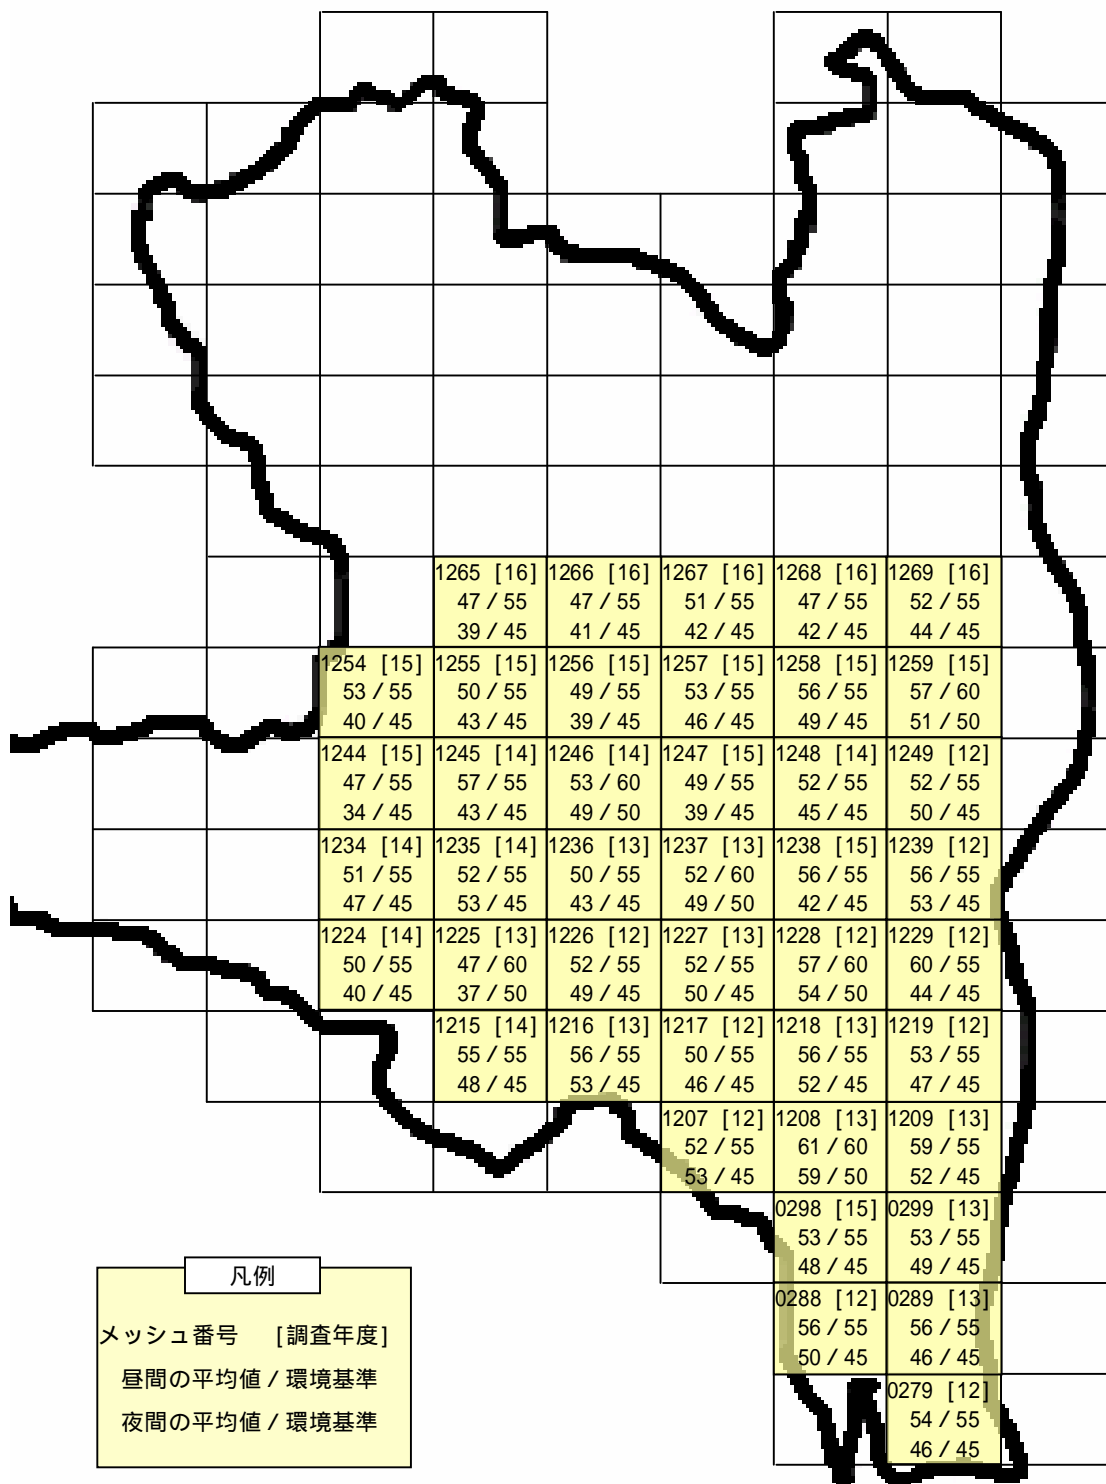 1265 [16] 1266 [16] 1267 [16] 1268 [16] 1269 [16]
47 / 55 47 / 55 51 / 55 47 / 55 52 / 55
39 / 45 41 / 45 42 / 45 42 / 45 44 / 45
1254 [15] 1255 [15] 1256 [15] 1257 [15] 1258 [15] 1259 [15]
53 / 55 50 / 55 49 / 55 53 / 55 56 / 55 57 / 60
40 / 45 43 / 45 39 / 45 46 / 45 49 / 45 51 / 50
1244 [15] 1245 [14] 1246 [14] 1247 [15] 1248 [14] 1249 [12]
47 / 55 57 / 55 53 / 60 49 / 55 52 / 55 52 / 55
34 / 45 43 / 45 49 / 50 39 / 45 45 / 45 50 / 45
1234 [14] 1235 [14] 1236 [13] 1237 [13] 1238 [15] 1239 [12]
51 / 55 52 / 55 50 / 55 52 / 60 56 / 55 56 / 55
47 / 45 53 / 45 43 / 45 49 / 50 42 / 45 53 / 45
1224 [14] 1225 [13] 1226 [12] 1227 [13] 1228 [12] 1229 [12]
50 / 55 47 / 60 52 / 55 52 / 55 57 / 60 60 / 55
40 / 45 37 / 50 49 / 45 50 / 45 54 / 50 44 / 45
1215 [14] 1216 [13] 1217 [12] 1218 [13] 1219 [12]
55 / 55 56 / 55 50 / 55 56 / 55 53 / 55
48 / 45 53 / 45 46 / 45 52 / 45 47 / 45
1207 [12] 1208 [13] 1209 [13]
52 / 55 61 / 60 59 / 55
53 / 45 59 / 50 52 / 45
0298 [15] 0299 [13]
53 / 55 53 / 55
48 / 45 49 / 45
0288 [12] 0289 [13]
56 / 55 56 / 55
50 / 45 46 / 45
0279 [12]
54 / 55
46 / 45
凡例
メッシュ番号 [調査年度]
昼間の平均値 / 環境基準
夜間の平均値 / 環境基準